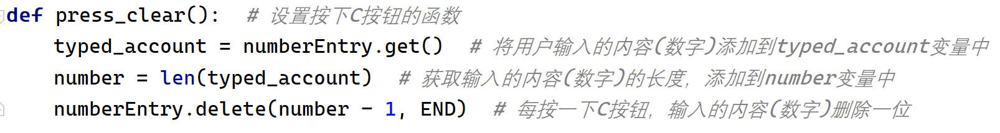 def press_clear():  # 设置按下C按钮的函数
    typed_account = numberEntry.get()  # 将用户输入的内容(数字)添加到typed_account变量中
    number = len(typed_account)  # 获取输入的内容(数字)的长度，添加到number变量中
    numberEntry.delete(number - 1, END)  # 每按一下C按钮，输入的内容(数字)删除一位